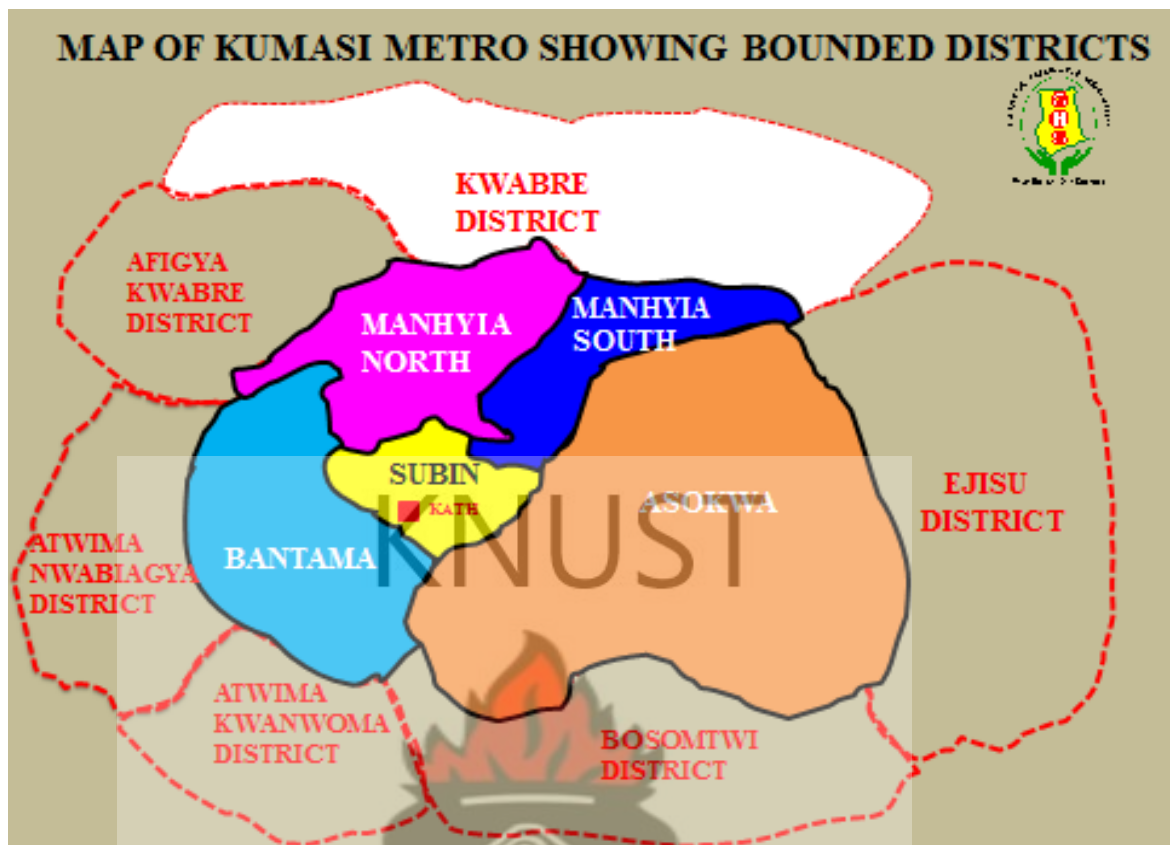 MAP OF KUMASI METRO SHOWING BOUNDED DISTRICTS
H
KWABRE
DISTRICT
AFIGYA
KWABRE
DISTRICT
MANHYIA
NORTH
MANHYIA
SOUTH
SUBIN
KATH
ASOKWA
EJISU
DISTRICT
BANTAMA
KNUST
ATWIMA
NWABIAGYA
DISTRICT
ATWIMA
KWANWOMA
DISTRICT
BOSOMTWI
DISTRICT